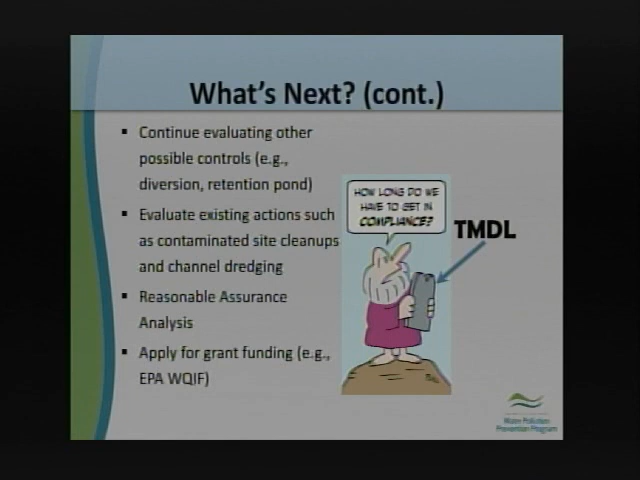 What's Next? (cont.)
▪ Continue evaluating other
possible controls (e.g.,
diversion, retention pond)
▪ Evaluate existing actions such
as contaminated site cleanups
and channel dredging
▪ Reasonable Assurance
Analysis
▪ Apply for grant funding (e.g.,
EPA WQIF)
HOW LONG DO WE
HAVE TO GET IN
COMPLIANCE?
TMDL
Water Pollution
Prevention Program